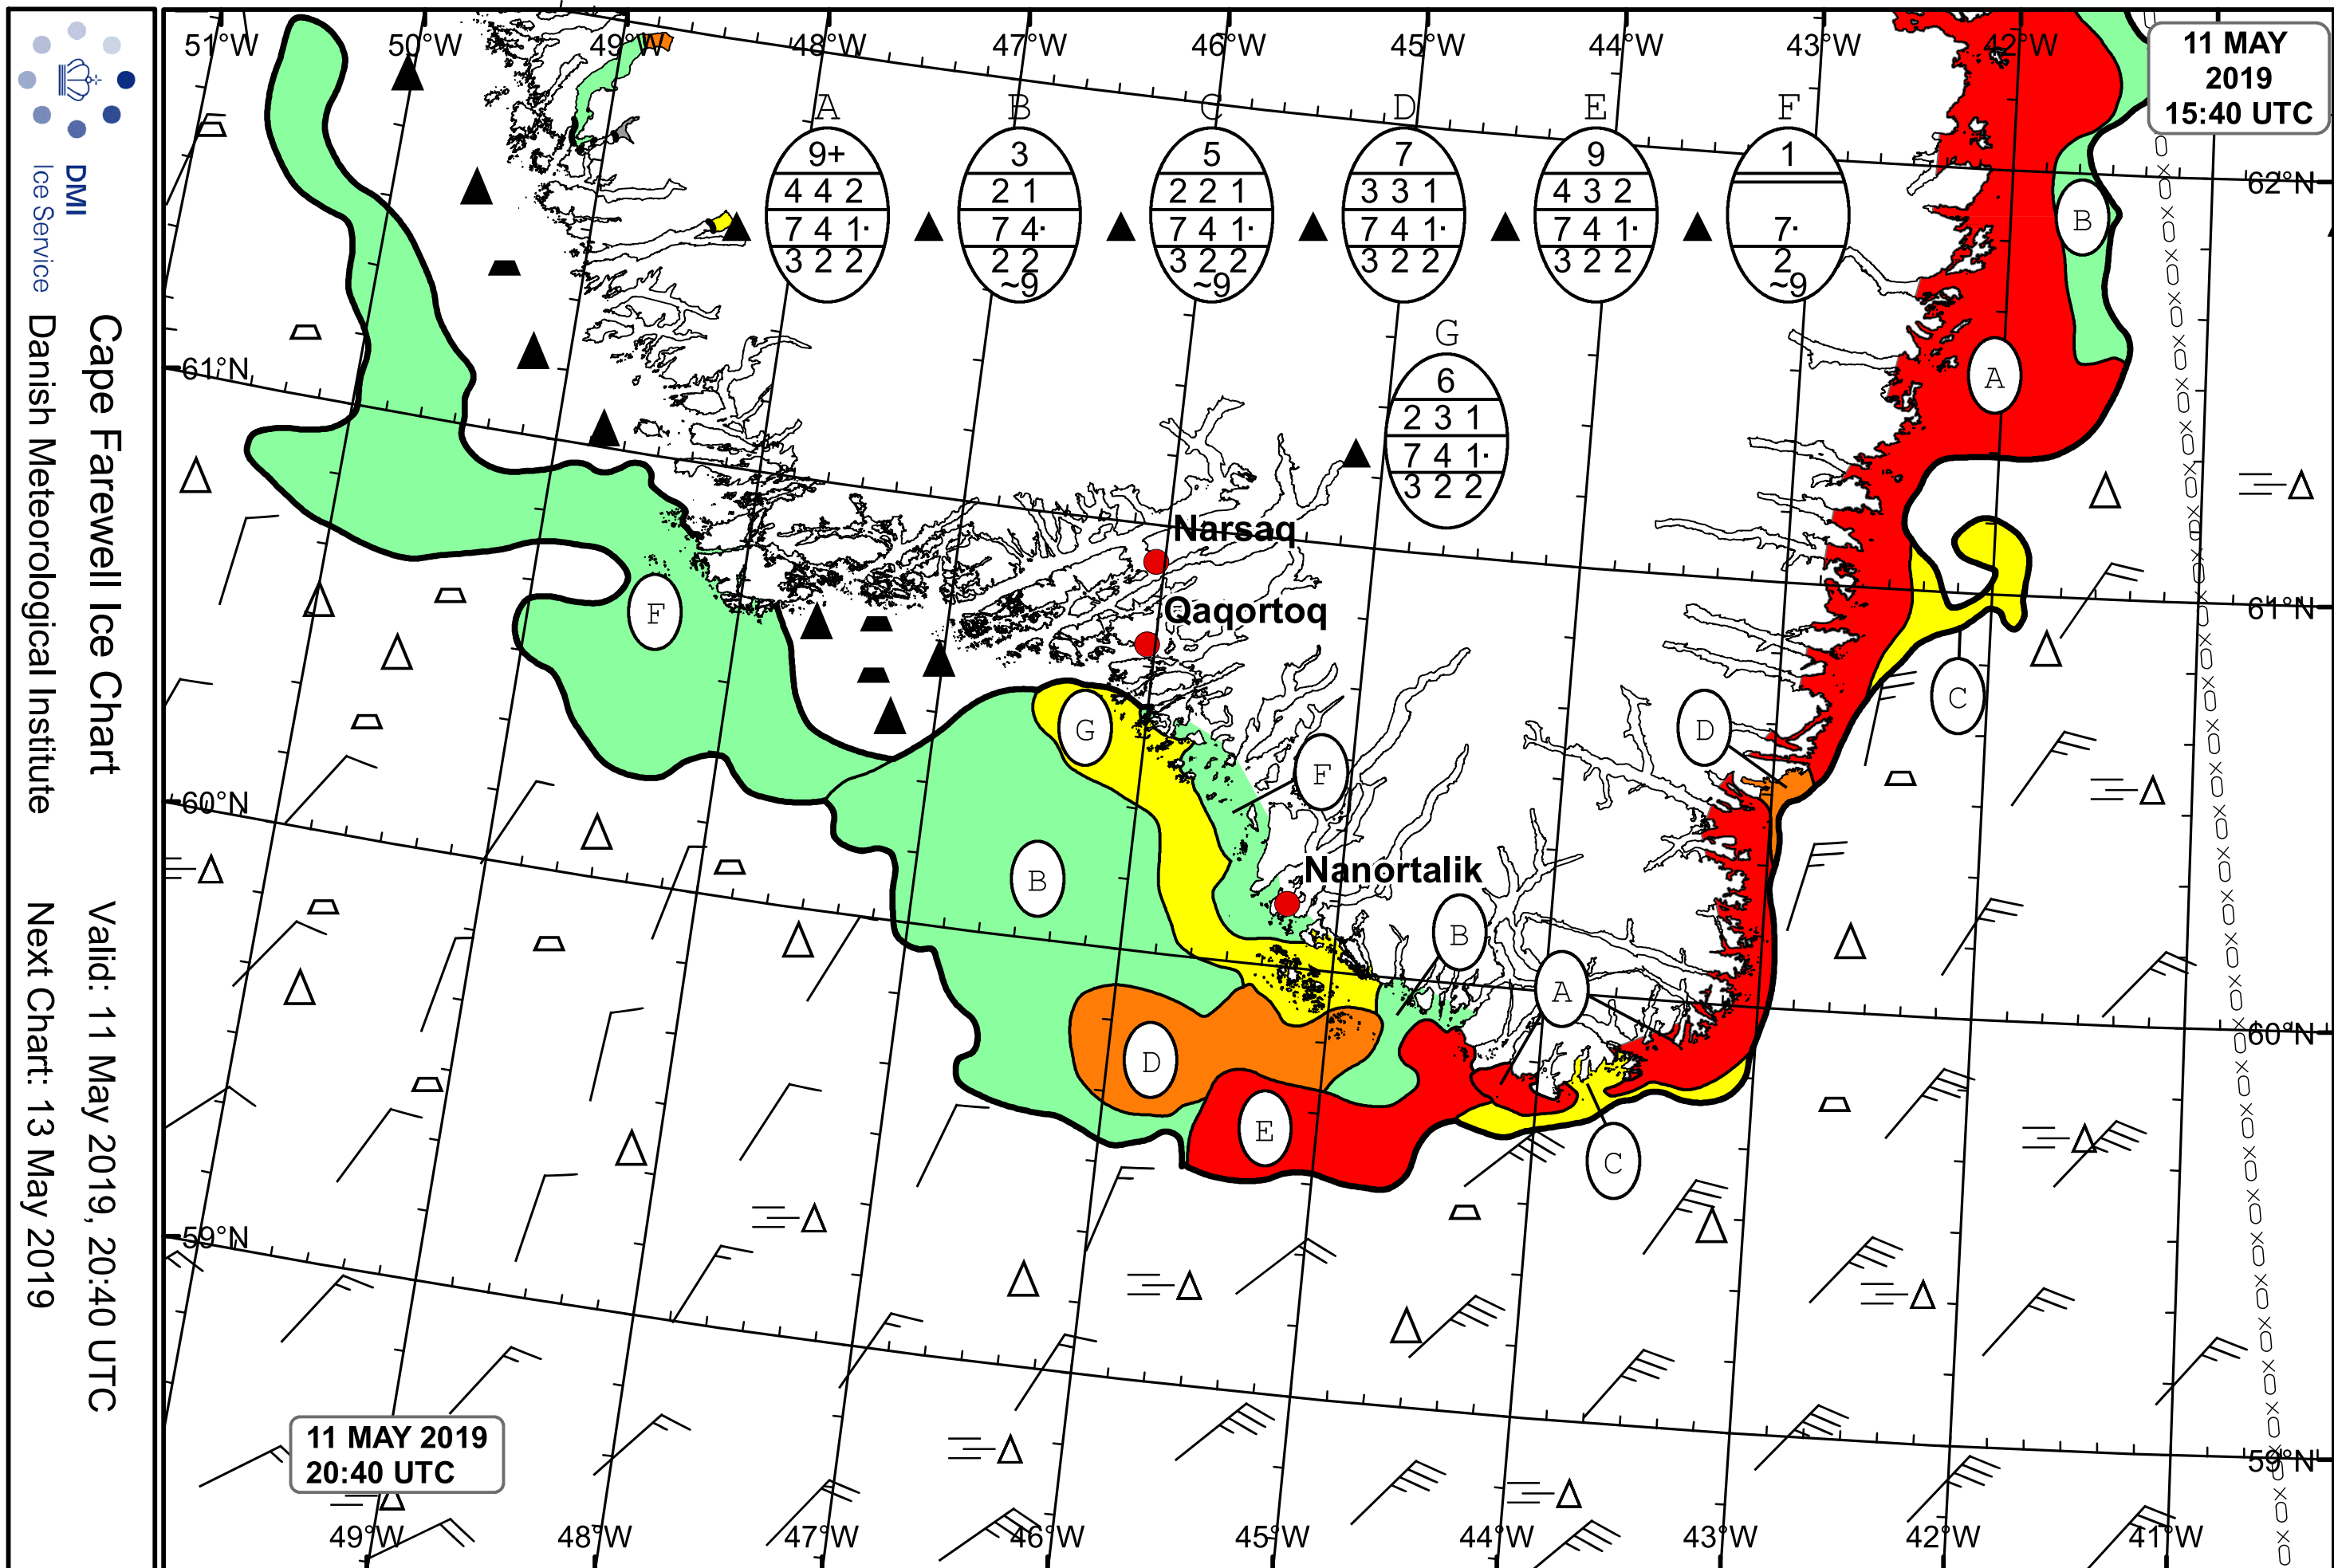 DMI
Ice Service
Cape Farewell Ice Chart
Danish Meteorological Institute
Valid: 11 May 2019, 20:40 UTC
Next Chart: 13 May 2019
51°W 50°W 49°W 48°W 47°W 46°W 45°W 44°W 43°W 42°W
11 MAY
2019
15:40 UTC
A B C D E F
9+ 3 5 7 9 1
4 4 2 2 1 2 2 1 3 3 1 4 3 2
7 4 1· 7 4· 7 4 1· 7 4 1· 7 4 1· 7·
3 2 2 2 2 3 2 2 3 2 2 3 2 2 2
~9 ~9 ~9
62°N
B
G
6
2 3 1
7 4 1·
3 2 2
61°N
A
Narsaq
Qaqortoq
61°N
F
C
G
D
F
60°N
Nanortalik
B
B
A
60°N
D
E
C
59°N
11 MAY 2019
20:40 UTC
59°N
49°W 48°W 47°W 46°W 45°W 44°W 43°W 42°W 41°W